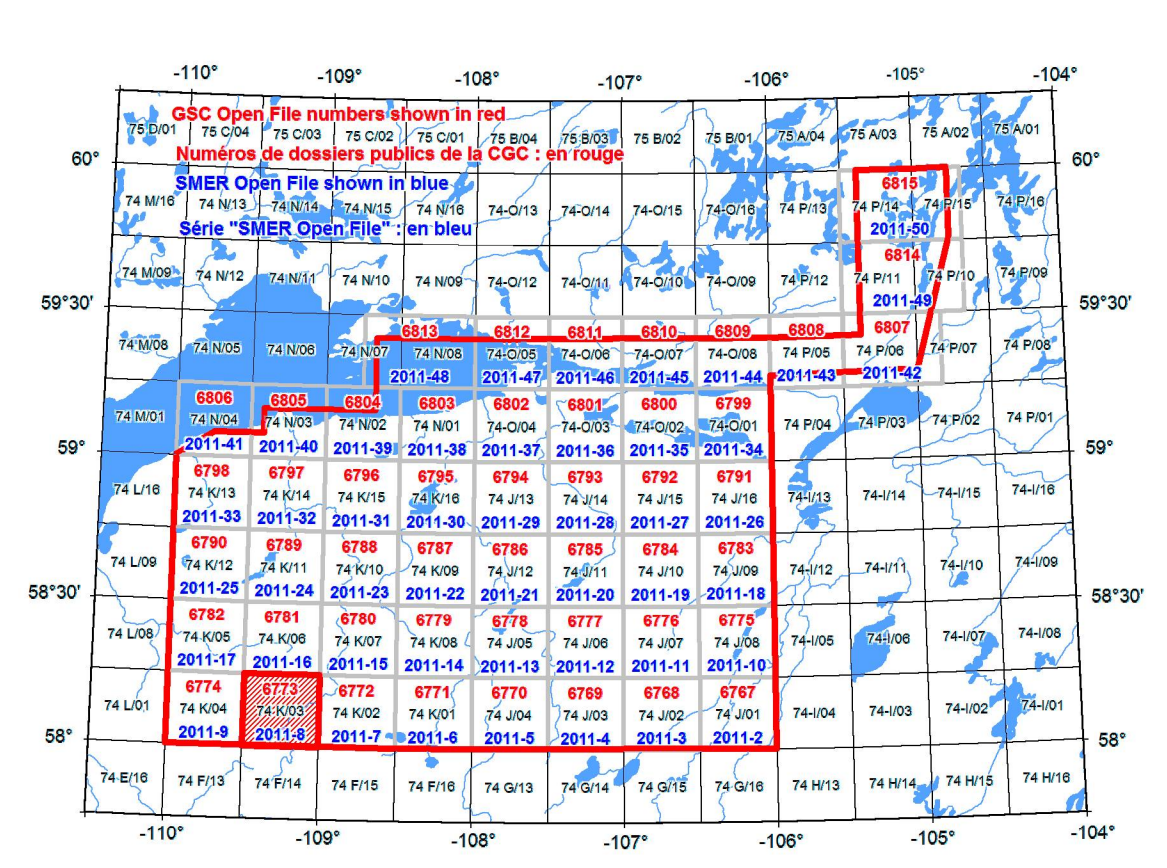 -110° -109° -108° -107° -106° -105° -104°
GSC Open File numbers shown in red
75 D/01 75 C/04 75 C/03 75 C/02 75 C/01 75 B/04 75 B/03 75 B/02 75 B/01 75 A/04 75 A/03 75 A/02 75 A/01
Numéros de dossiers publics de la CGC : en rouge
60° 60°
SMER Open File shown in blue
6815
74 M/16 74 N/13 74 N/14 74 N/15 74 N/16 74-O/13 74-O/14 74-O/15 74-O/16 74 P/13 74 P/14 74 P/15 74 P/16
Série "SMER Open File" : en bleu
2011-50
6814
74 M/09 74 N/12 74 N/11 74 N/10 74 N/09 74-O/12 74-O/11 74-O/10 74-O/09 74 P/12 74 P/11 74 P/10 74 P/09
2011-49
59°30' 59°30'
6813 6812 6811 6810 6809 6808 6807
74 M/08 74 N/05 74 N/06 74 N/07 74 N/08 74-O/05 74-O/06 74-O/07 74-O/08 74 P/05 74 P/06 74 P/07 74 P/08
2011-48 2011-47 2011-46 2011-45 2011-44 2011-43 2011-42
6806 6805 6804 6803 6802 6801 6800 6799
74 M/01 74 N/04 74 N/03 74 N/02 74 N/01 74-O/04 74-O/03 74-O/02 74-O/01 74 P/04 74 P/03 74 P/02 74 P/01
2011-41 2011-40 2011-39 2011-38 2011-37 2011-36 2011-35 2011-34
59° 59°
6798 6797 6796 6795 6794 6793 6792 6791
74 L/16 74 K/13 74 K/14 74 K/15 74 K/16 74 J/13 74 J/14 74 J/15 74 J/16 74-I/13 74-I/14 74-I/15 74-I/16
2011-33 2011-32 2011-31 2011-30 2011-29 2011-28 2011-27 2011-26
6790 6789 6788 6787 6786 6785 6784 6783
74 L/09 74 K/12 74 K/11 74 K/10 74 K/09 74 J/12 74 J/11 74 J/10 74 J/09 74-I/12 74-I/11 74-I/10 74-I/09
2011-25 2011-24 2011-23 2011-22 2011-21 2011-20 2011-19 2011-18
58°30' 58°30'
6782 6781 6780 6779 6778 6777 6776 6775
74 L/08 74 K/05 74 K/06 74 K/07 74 K/08 74 J/05 74 J/06 74 J/07 74 J/08 74-I/05 74-I/06 74-I/07 74-I/08
2011-17 2011-16 2011-15 2011-14 2011-13 2011-12 2011-11 2011-10
6774 6773 6772 6771 6770 6769 6768 6767
74 L/01 74 K/04 74 K/03 74 K/02 74 K/01 74 J/04 74 J/03 74 J/02 74 J/01 74-I/04 74-I/03 74-I/02 74-I/01
2011-9 2011-8 2011-7 2011-6 2011-5 2011-4 2011-3 2011-2
58° 58°
74-E/16 74 F/13 74 F/14 74 F/15 74 F/16 74 G/13 74 G/14 74 G/15 74 G/16 74 H/13 74 H/14 74 H/15 74 H/16
-110° -109° -108° -107° -106° -105° -104°